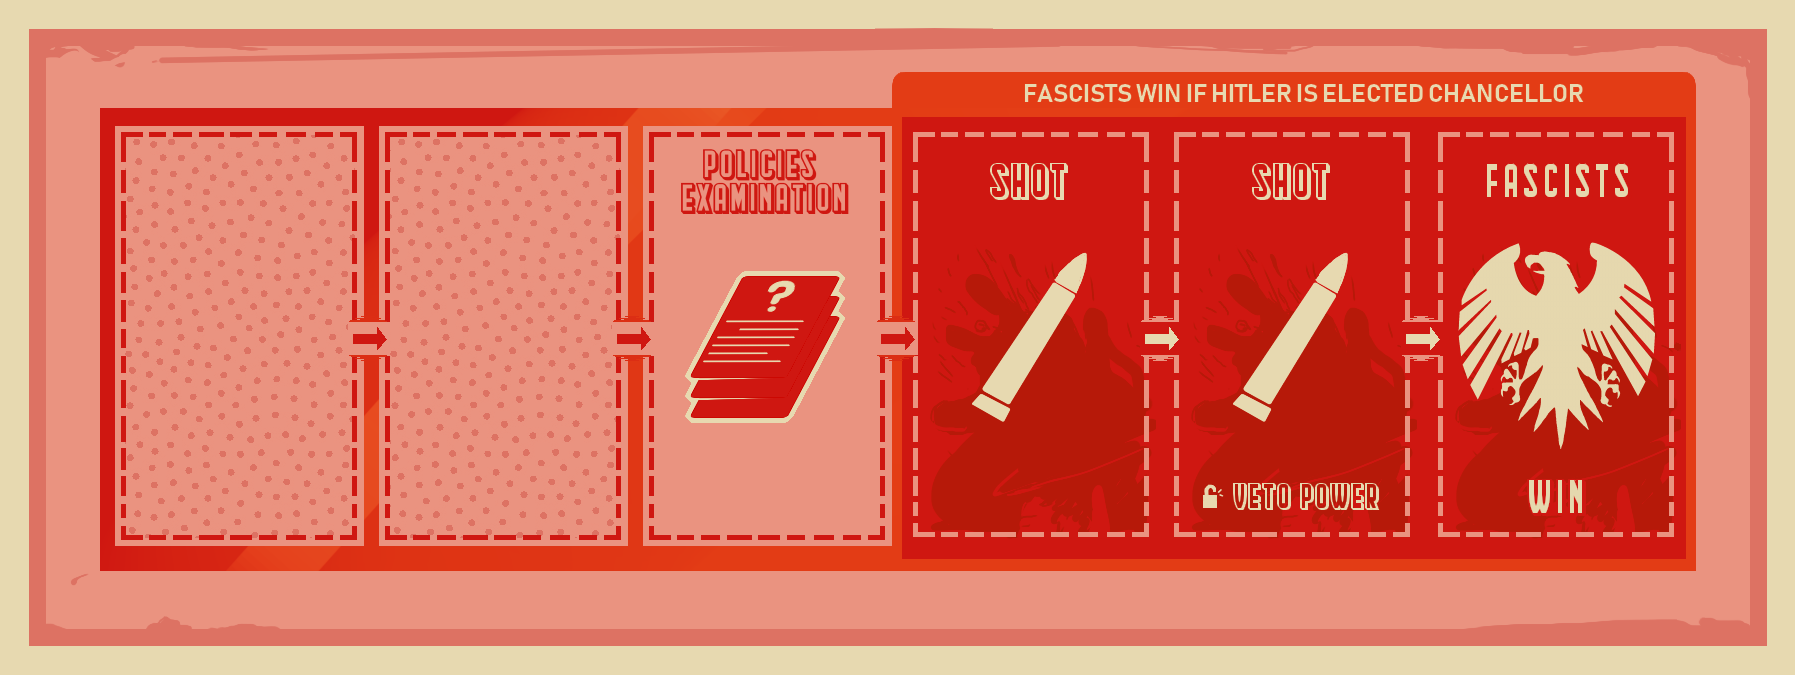 FASCISTS WIN IF HITLER IS ELECTED CHANCELLOR
POLICIES
EXAMINATION
?
SHOT
SHOT
VETO POWER
FASCISTS
WIN